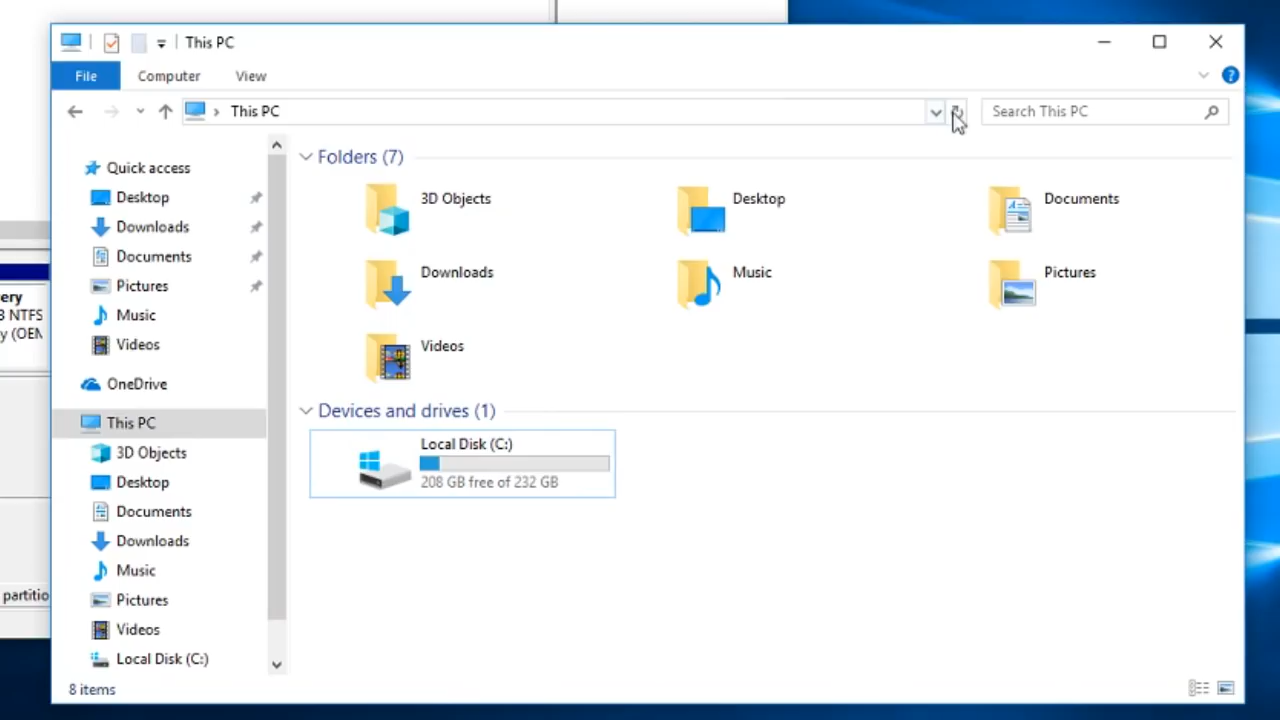 This PC
File
Computer
View
?
This PC
Search This PC
Quick access
Desktop
Downloads
Documents
Pictures
Music
Videos
OneDrive
This PC
3D Objects
Desktop
Documents
Downloads
Music
Pictures
Videos
Local Disk (C:)
Folders (7)
3D Objects
Desktop
Documents
Downloads
Music
Pictures
Videos
Devices and drives (1)
Local Disk (C:)
208 GB free of 232 GB
8 items
ery
NTFS
y (OEM
partitio